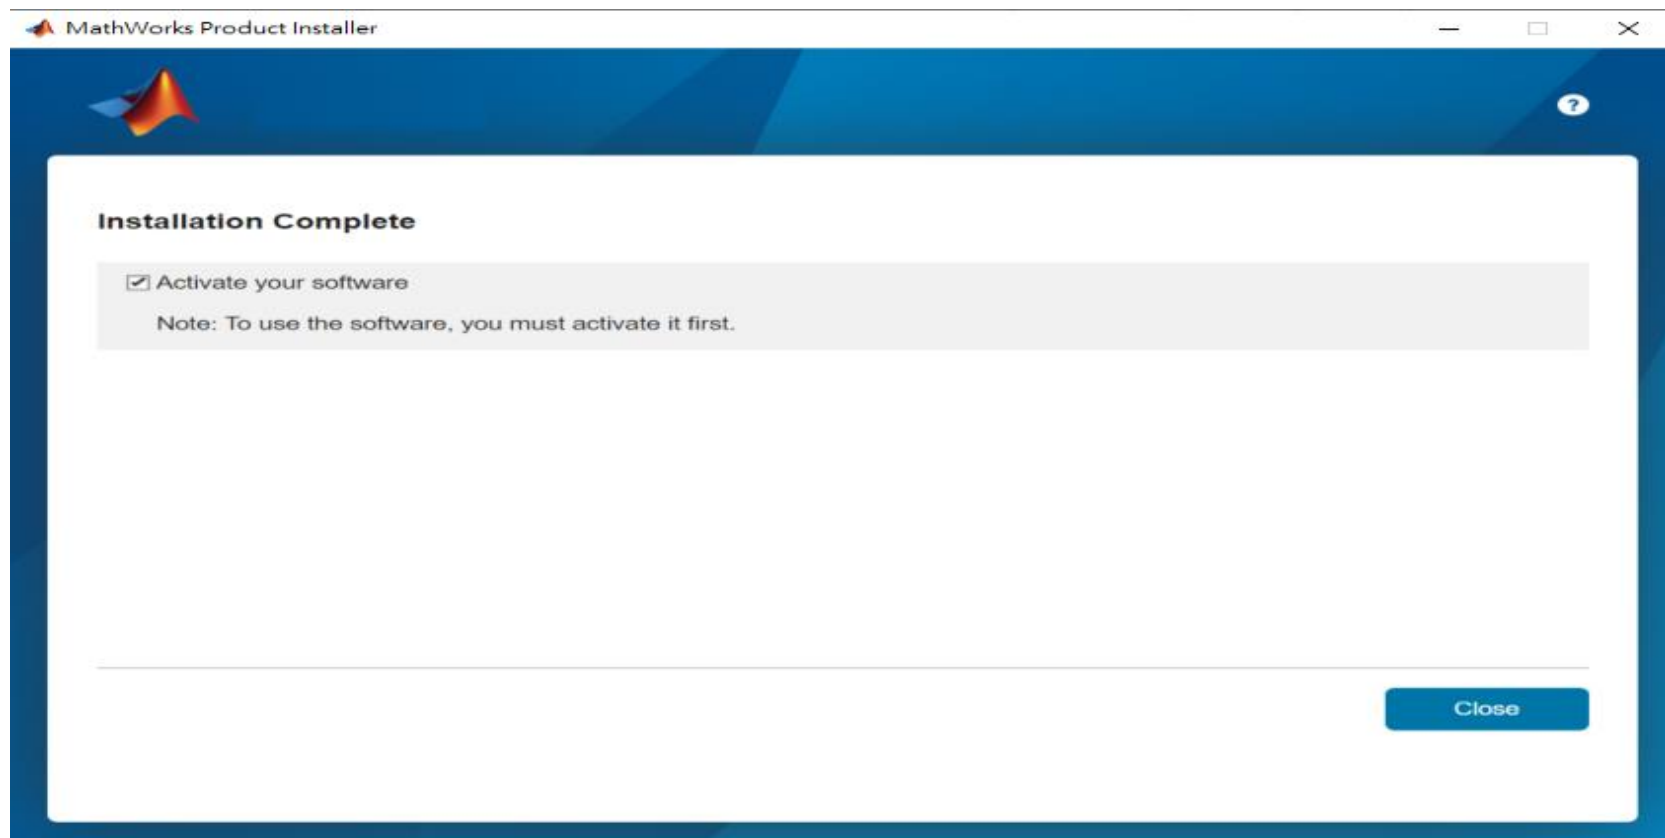 MathWorks Product Installer
?
Installation Complete
Activate your software
Note: To use the software, you must activate it first.
Close